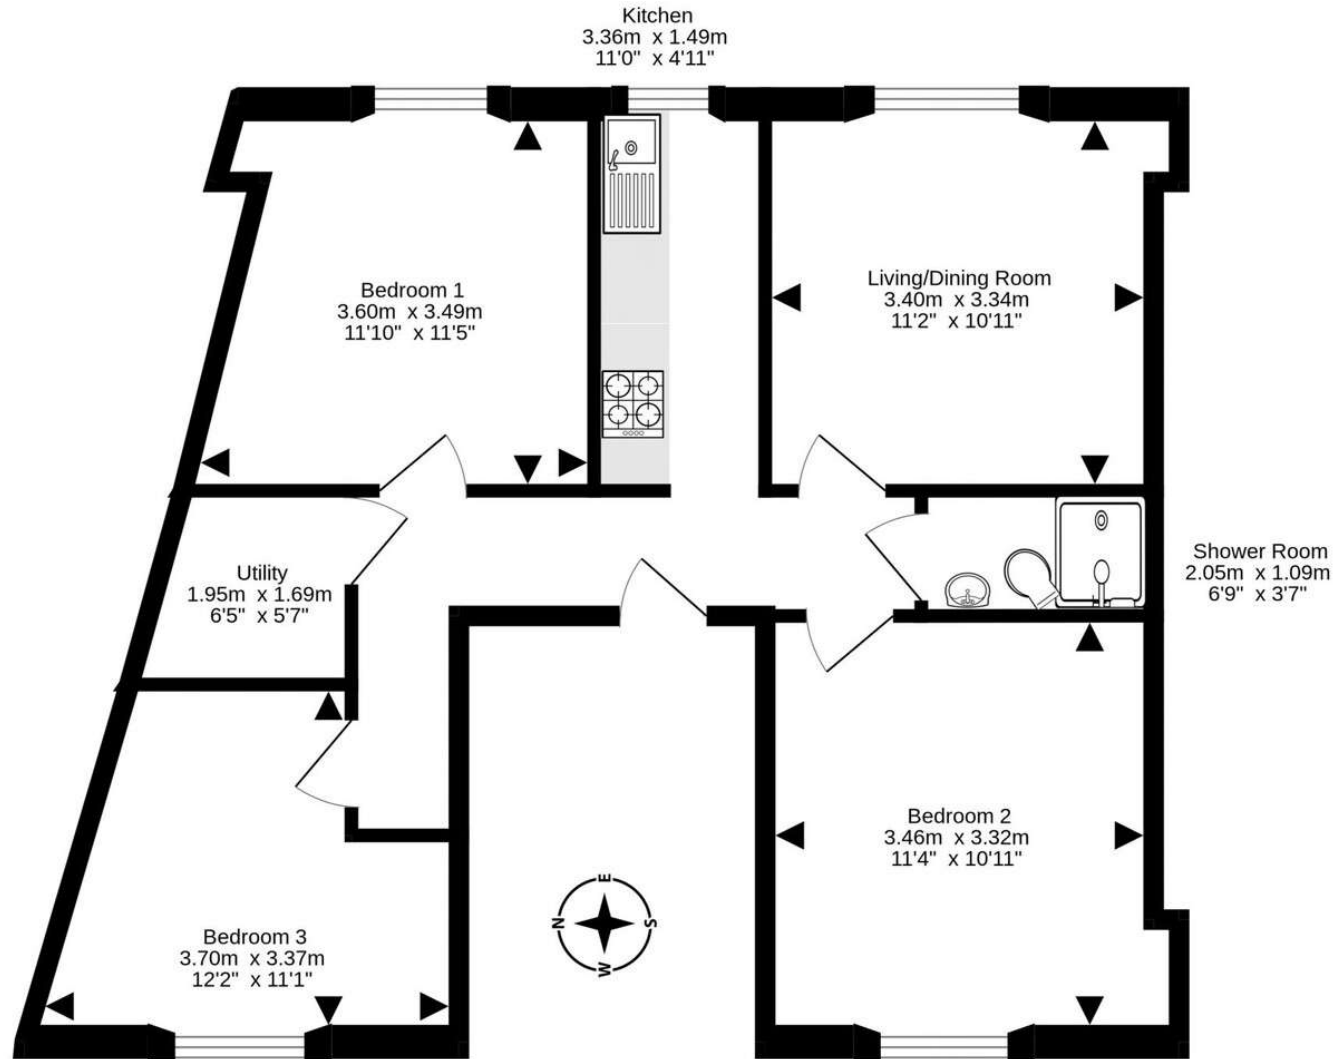 Kitchen
3.36m x 1.49m
11'0" x 4'11"
Bedroom 1
3.60m x 3.49m
11'10" x 11'5"
Living/Dining Room
3.40m x 3.34m
11'2" x 10'11"
Utility
1.95m x 1.69m
6'5" x 5'7"
Shower Room
2.05m x 1.09m
6'9" x 3'7"
Bedroom 2
3.46m x 3.32m
11'4" x 10'11"
Bedroom 3
3.70m x 3.37m
12'2" x 11'1"
E
N
S
W